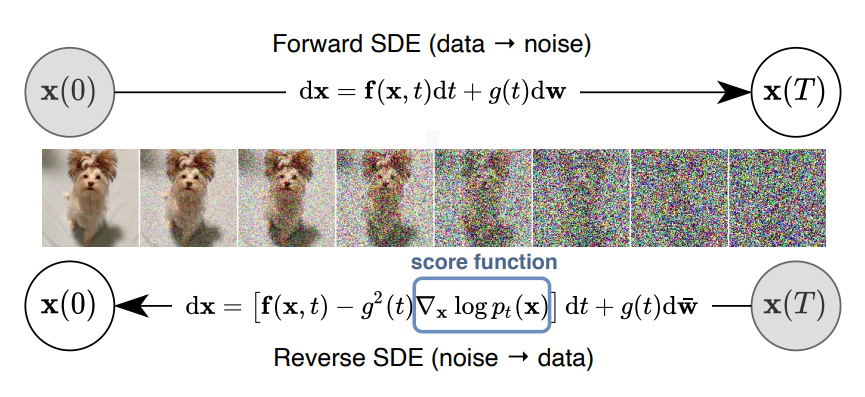 Forward SDE (data → noise)
x(0) dx = f(x, t)dt + g(t)dw x(T)
score function
x(0) dx = [f(x, t) − g²(t)∇ₓ log pₜ(x)] dt + g(t)dw̄ x(T)
Reverse SDE (noise → data)